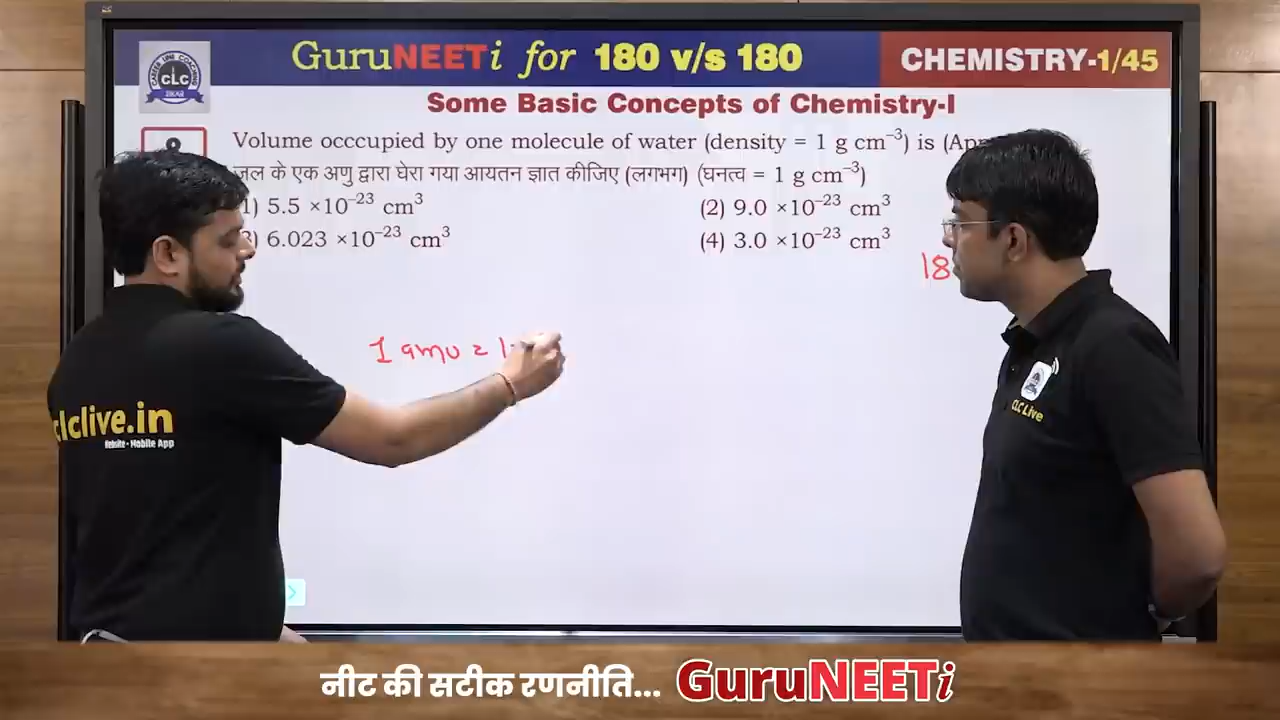 GuruNEETi for 180 v/s 180
CHEMISTRY-1/45
CLC
Some Basic Concepts of Chemistry-I
Volume occcupied by one molecule of water (density = 1 g cm⁻³) is
जल के एक अणु द्वारा घेरा गया आयतन ज्ञात कीजिए (लगभग) (घनत्व = 1 g cm⁻³)
1) 5.5 ×10⁻²³ cm³
(2) 9.0 ×10⁻²³ cm³
3) 6.023 ×10⁻²³ cm³
(4) 3.0 ×10⁻²³ cm³
18
1 amu =
clclive.in
Website - Mobile App
CLC Live
नीट की सटीक रणनीति... GuruNEETi